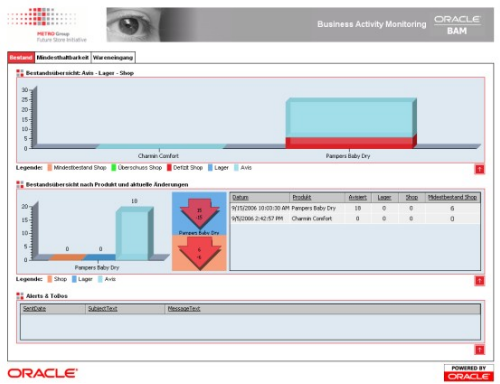 METRO Group
Future Store Initiative
Business Activity Monitoring
ORACLE
BAM
Bestand Mindesthaltbarkeit Wareneingang
Bestandsübersicht: Avis - Lager - Shop
30
25
20
15
10
5
0
Charmin Comfort Pampers Baby Dry
Legende: Mindestbestand Shop Überschuss Shop Defizit Shop Lager Avis
Bestandsübersicht nach Produkt und aktuelle Änderungen
20
15
10
5
0
0 0 18
Pampers Baby Dry
Pampers Baby Dry
Datum Produkt Avisiert Lager Shop Mindestbestand Shop
9/15/2006 10:03:30 AM Pampers Baby Dry 18 0 0 6
9/5/2006 2:42:57 PM Charmin Comfort 0 0 0 0
Legende: Shop Lager Avis
Alerts & ToDos
SentDate SubjectText MessageText
ORACLE
POWERED BY
ORACLE